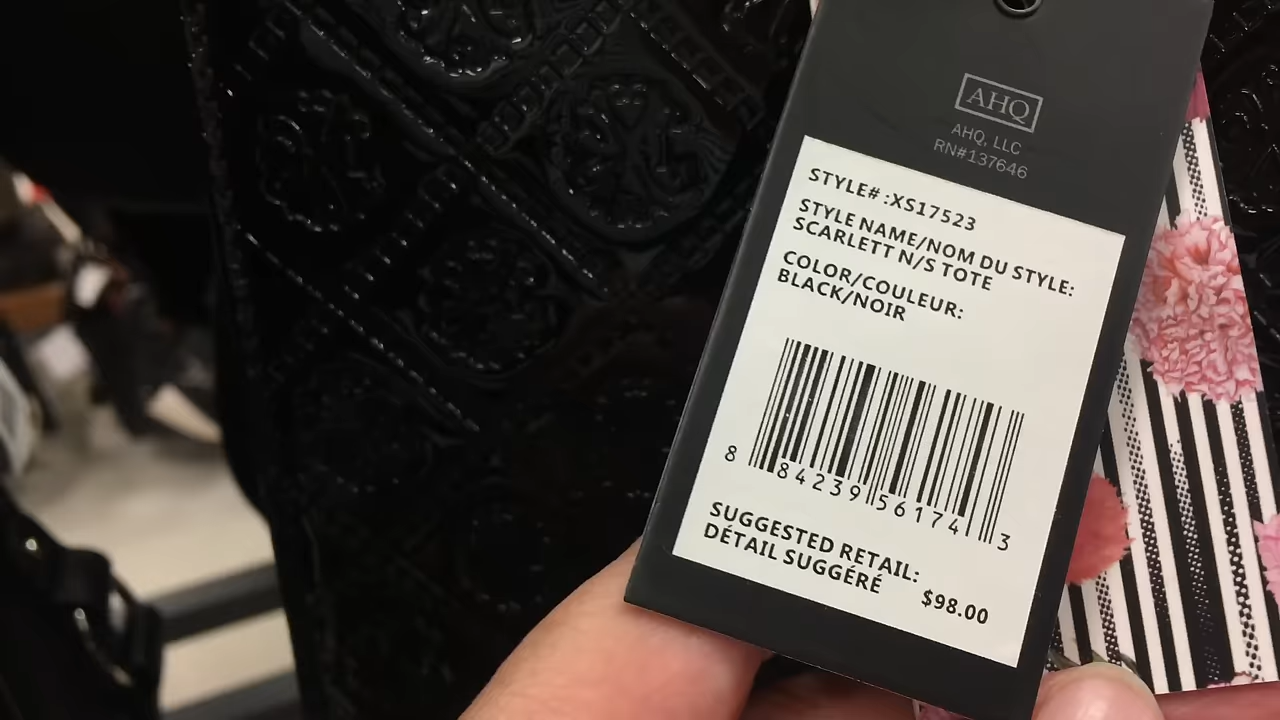 AHQ
AHQ, LLC
RN#137646
STYLE# :XS17523
STYLE NAME/NOM DU STYLE:
SCARLETT N/S TOTE
COLOR/COULEUR:
BLACK/NOIR
8 84239 56174 3
SUGGESTED RETAIL:
DÉTAIL SUGGÉRÉ
$98.00